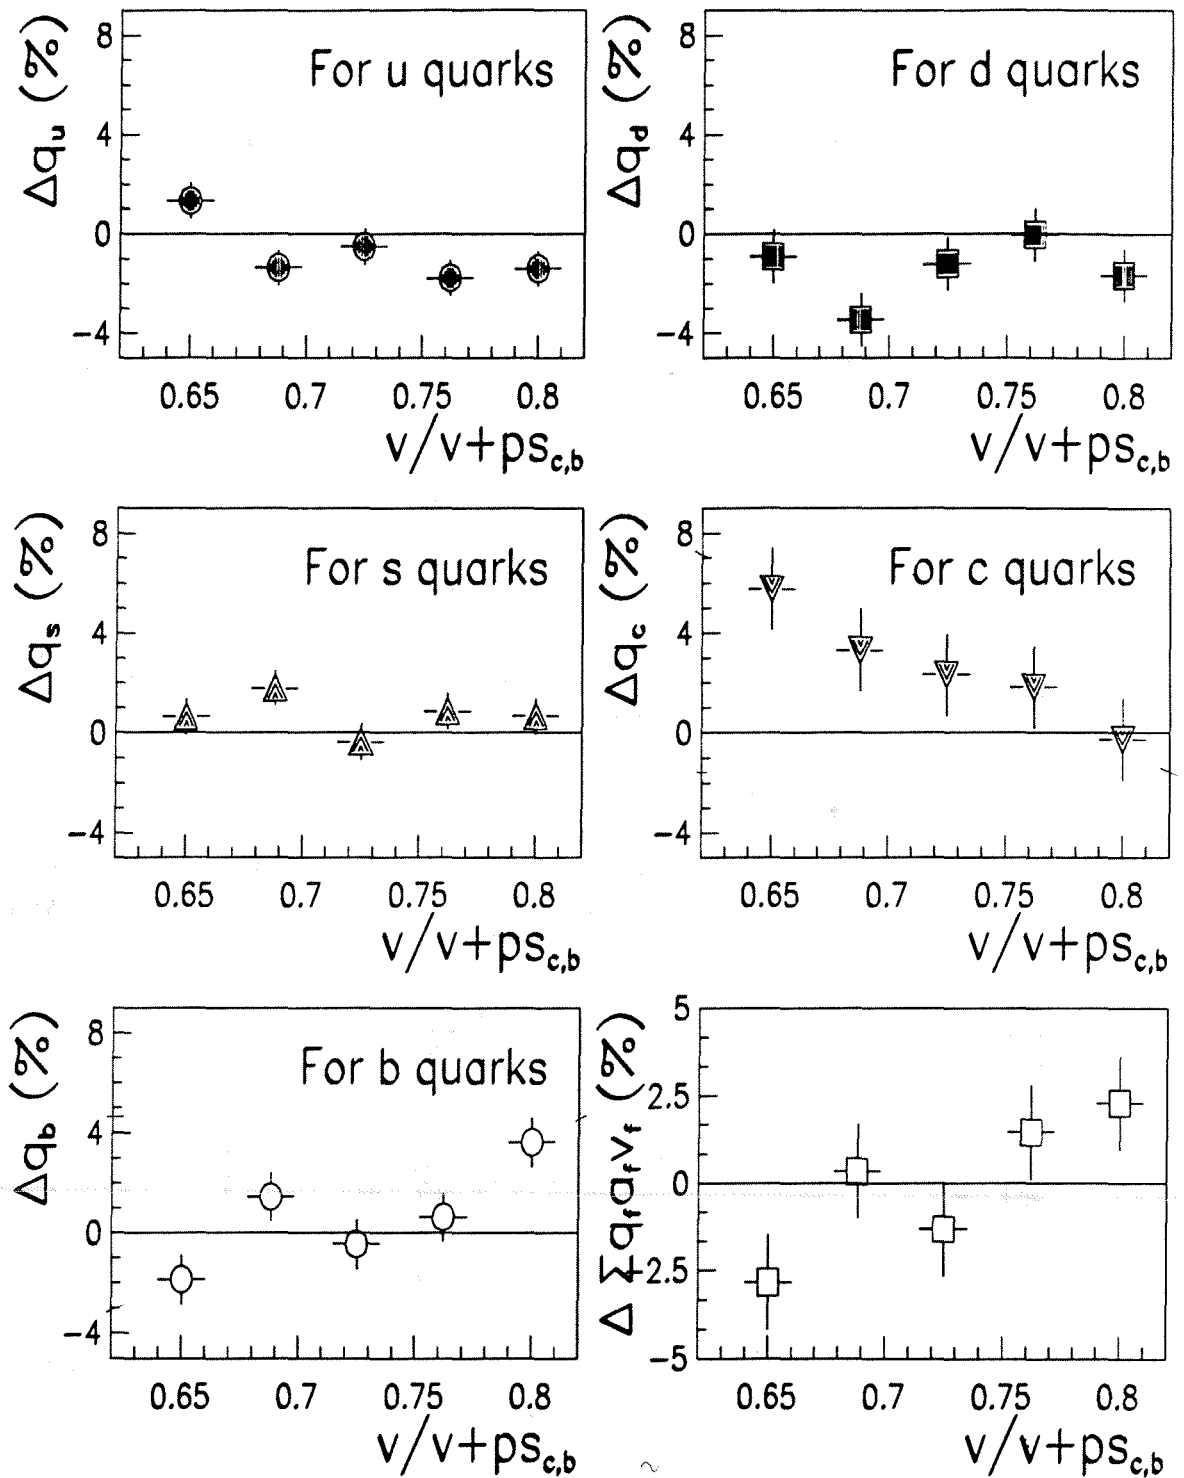 Δq_u (%)
For u quarks
8
4
0
−4
0.65 0.7 0.75 0.8
v/v+ps_c,b
Δq_d (%)
For d quarks
8
4
0
−4
0.65 0.7 0.75 0.8
v/v+ps_c,b
Δq_s (%)
For s quarks
8
4
0
−4
0.65 0.7 0.75 0.8
v/v+ps_c,b
Δq_c (%)
For c quarks
8
4
0
−4
0.65 0.7 0.75 0.8
v/v+ps_c,b
Δq_b (%)
For b quarks
8
4
0
−4
0.65 0.7 0.75 0.8
v/v+ps_c,b
Δ Σq_f a_f v_f (%)
5
2.5
0
−2.5
−5
0.65 0.7 0.75 0.8
v/v+ps_c,b